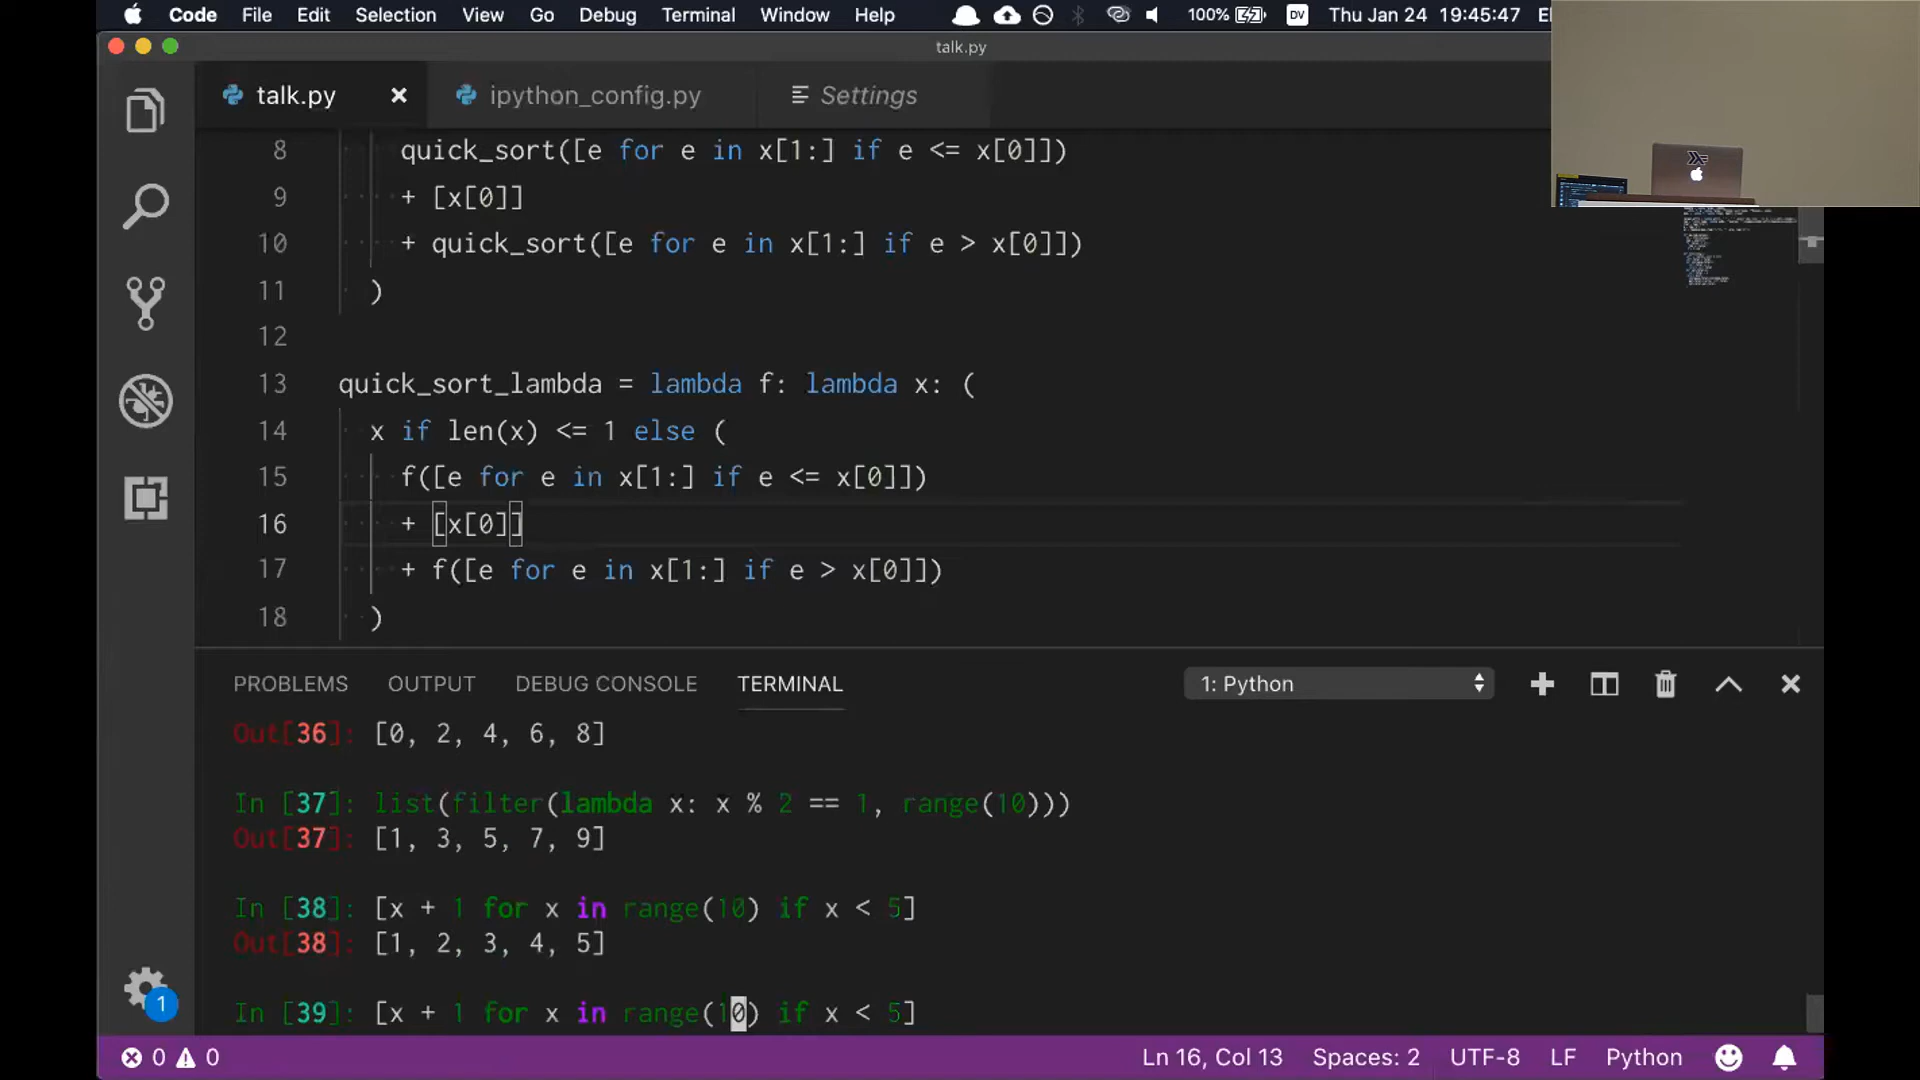 Code File Edit Selection View Go Debug Terminal Window Help 100% DV Thu Jan 24 19:45:47
talk.py
talk.py ipython_config.py Settings
8 quick_sort([e for e in x[1:] if e <= x[0]])
9 + [x[0]]
10 + quick_sort([e for e in x[1:] if e > x[0]])
11 )
12
13 quick_sort_lambda = lambda f: lambda x: (
14 x if len(x) <= 1 else (
15 f([e for e in x[1:] if e <= x[0]])
16 + [x[0]]
17 + f([e for e in x[1:] if e > x[0]])
18 )
PROBLEMS OUTPUT DEBUG CONSOLE TERMINAL 1: Python
Out[36]: [0, 2, 4, 6, 8]
In [37]: list(filter(lambda x: x % 2 == 1, range(10)))
Out[37]: [1, 3, 5, 7, 9]
In [38]: [x + 1 for x in range(10) if x < 5]
Out[38]: [1, 2, 3, 4, 5]
In [39]: [x + 1 for x in range(10) if x < 5]
1
0 0 Ln 16, Col 13 Spaces: 2 UTF-8 LF Python